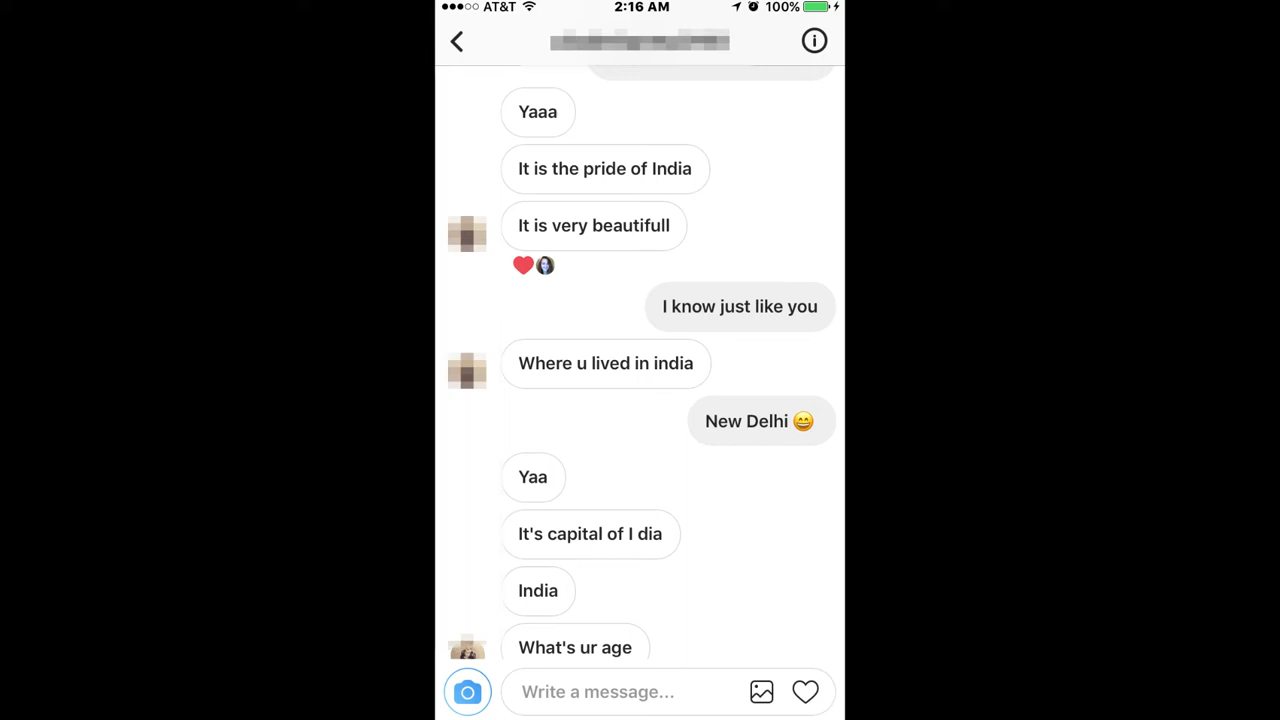 AT&T 2:16 AM 100%
Yaaa
It is the pride of India
It is very beautifull
I know just like you
Where u lived in india
New Delhi 😄
Yaa
It's capital of I dia
India
What's ur age
Write a message...